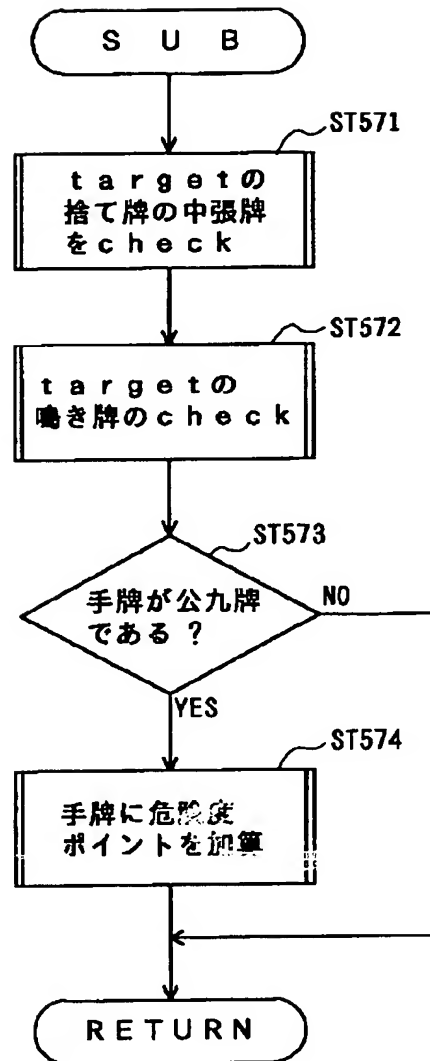 ＳＵＢ
ST571
ｔａｒｇｅｔの
捨て牌の中張牌
をｃｈｅｃｋ
ST572
ｔａｒｇｅｔの
鳴き牌のｃｈｅｃｋ
ST573
手牌が公九牌
である？
NO
YES
ST574
手牌に危険度
ポイントを加算
ＲＥＴＵＲＮ